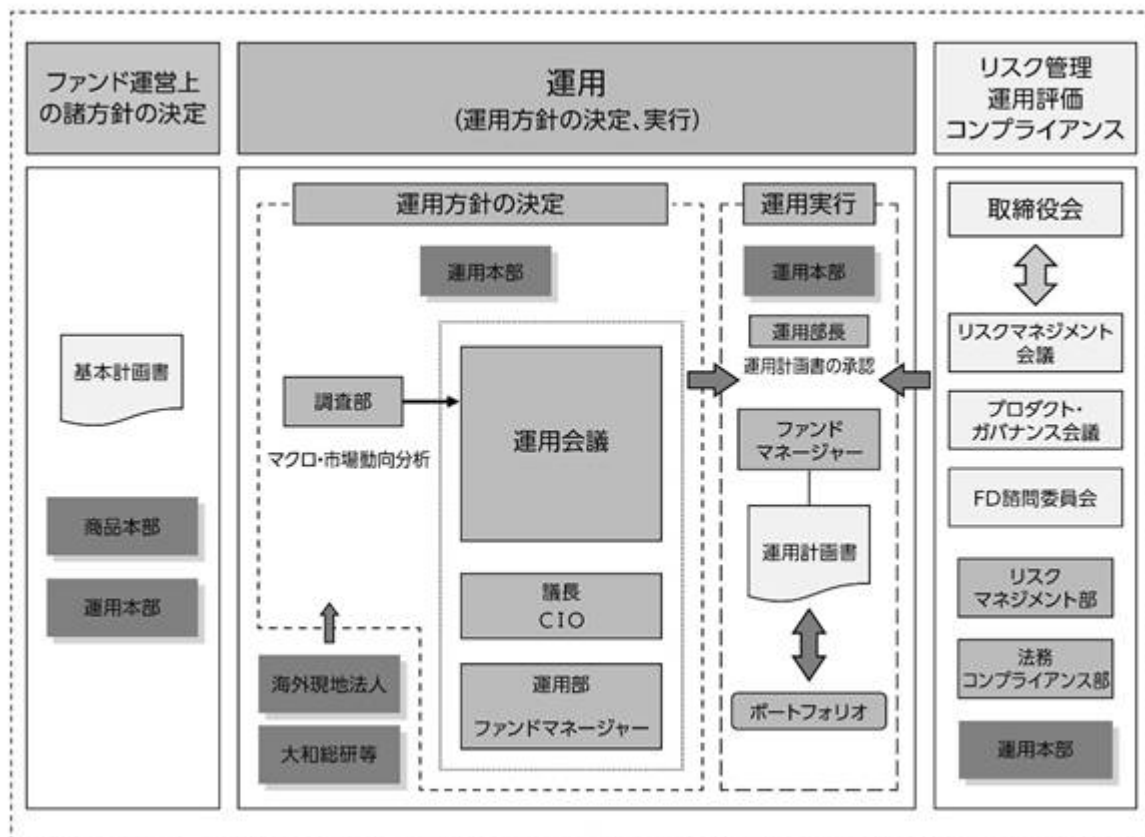 ファンド運営上
の諸方針の決定
運用
(運用方針の決定、実行)
リスク管理
運用評価
コンプライアンス
基本計画書
商品本部
運用本部
運用方針の決定
運用本部
調査部
マクロ・市場動向分析
運用会議
議長
CIO
運用部
ファンドマネージャー
海外現地法人
大和総研等
運用実行
運用本部
運用部長
運用計画書の承認
ファンド
マネージャー
運用計画書
ポートフォリオ
取締役会
リスクマネジメント
会議
プロダクト・
ガバナンス会議
FD諮問委員会
リスク
マネジメント部
法務
コンプライアンス部
運用本部